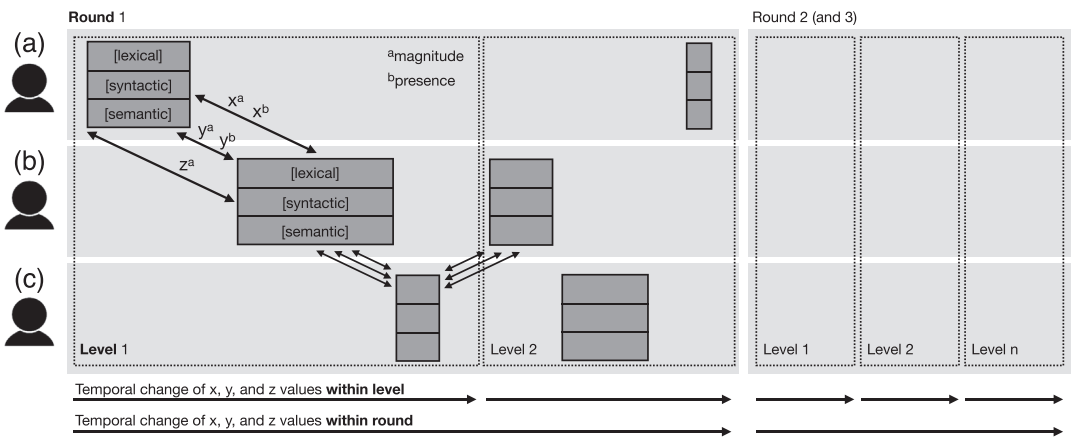 Round 1
Round 2 (and 3)
(a)
[lexical]
[syntactic]
[semantic]
ᵃmagnitude
ᵇpresence
xᵃ
xᵇ
yᵃ
yᵇ
zᵃ
(b)
[lexical]
[syntactic]
[semantic]
(c)
Level 1
Level 2
Level 1
Level 2
Level n
Temporal change of x, y, and z values within level
Temporal change of x, y, and z values within round